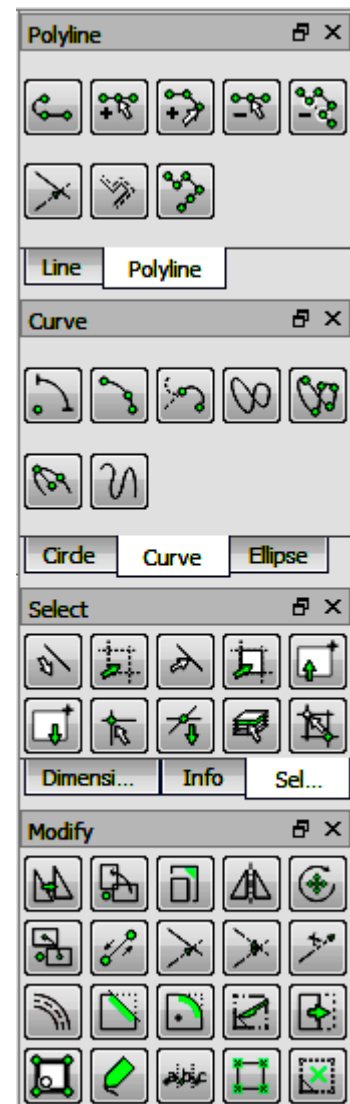 Polyline
Line Polyline
Curve
Circle Curve Ellipse
Select
Dimensi... Info Sel...
Modify
a b c